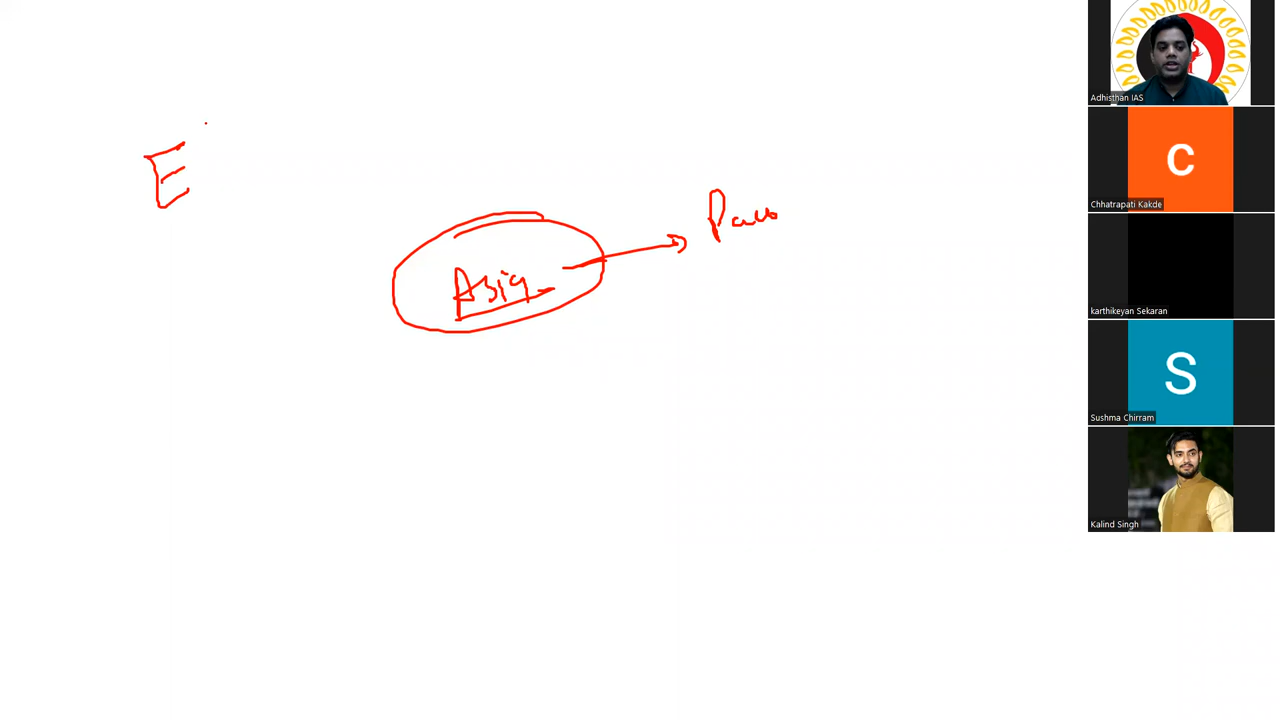 E
Asia
Adhisthan IAS
C
Chhatrapati Kakde
karthikeyan Sekaran
S
Sushma Chirram
Kalind Singh